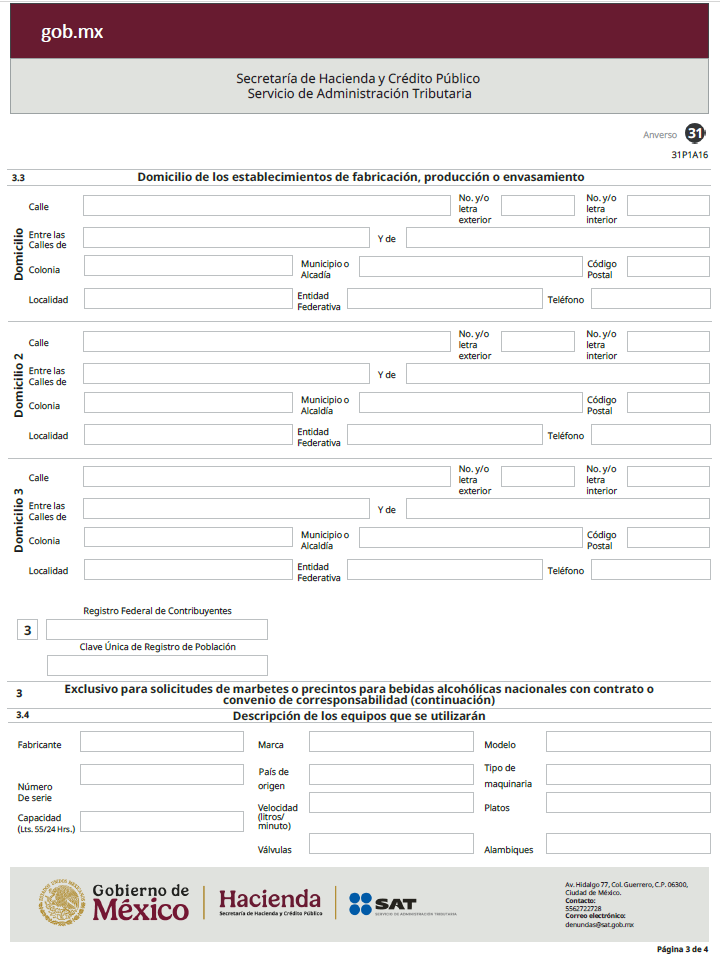 gob.mx
Secretaría de Hacienda y Crédito Público
Servicio de Administración Tributaria
Anverso 31
31P1A16
3.3 Domicilio de los establecimientos de fabricación, producción o envasamiento
Domicilio
Calle
No. y/o letra exterior
No. y/o letra interior
Entre las Calles de
Y de
Colonia
Municipio o Alcadía
Código Postal
Localidad
Entidad Federativa
Teléfono
Domicilio 2
Calle
No. y/o letra exterior
No. y/o letra interior
Entre las Calles de
Y de
Colonia
Municipio o Alcaldía
Código Postal
Localidad
Entidad Federativa
Teléfono
Domicilio 3
Calle
No. y/o letra exterior
No. y/o letra interior
Entre las Calles de
Y de
Colonia
Municipio o Alcaldía
Código Postal
Localidad
Entidad Federativa
Teléfono
Registro Federal de Contribuyentes
3
Clave Única de Registro de Población
3 Exclusivo para solicitudes de marbetes o precintos para bebidas alcohólicas nacionales con contrato o
convenio de corresponsabilidad (continuación)
3.4 Descripción de los equipos que se utilizarán
Fabricante
Marca
Modelo
Número De serie
País de origen
Tipo de maquinaria
Capacidad (Lts. 55/24 Hrs.)
Velocidad (litros/ minuto)
Platos
Válvulas
Alambiques
ESTADOS UNIDOS MEXICANOS
Gobierno de
México
Hacienda
Secretaría de Hacienda y Crédito Público
SAT
SERVICIO DE ADMINISTRACIÓN TRIBUTARIA
Av. Hidalgo 77, Col. Guerrero, C.P. 06300,
Ciudad de México.
Contacto:
5562722728
Correo electrónico:
denundas@sat.gob.mx
Página 3 de 4